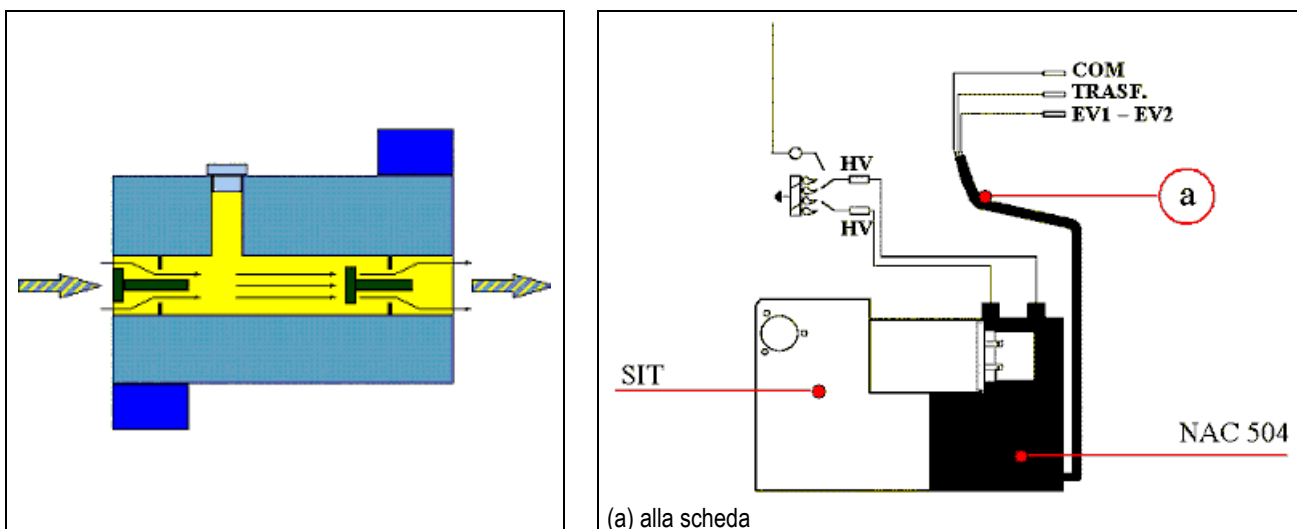 COM
TRASF.
EV1 – EV2
HV
a
HV
SIT
NAC 504
(a) alla scheda